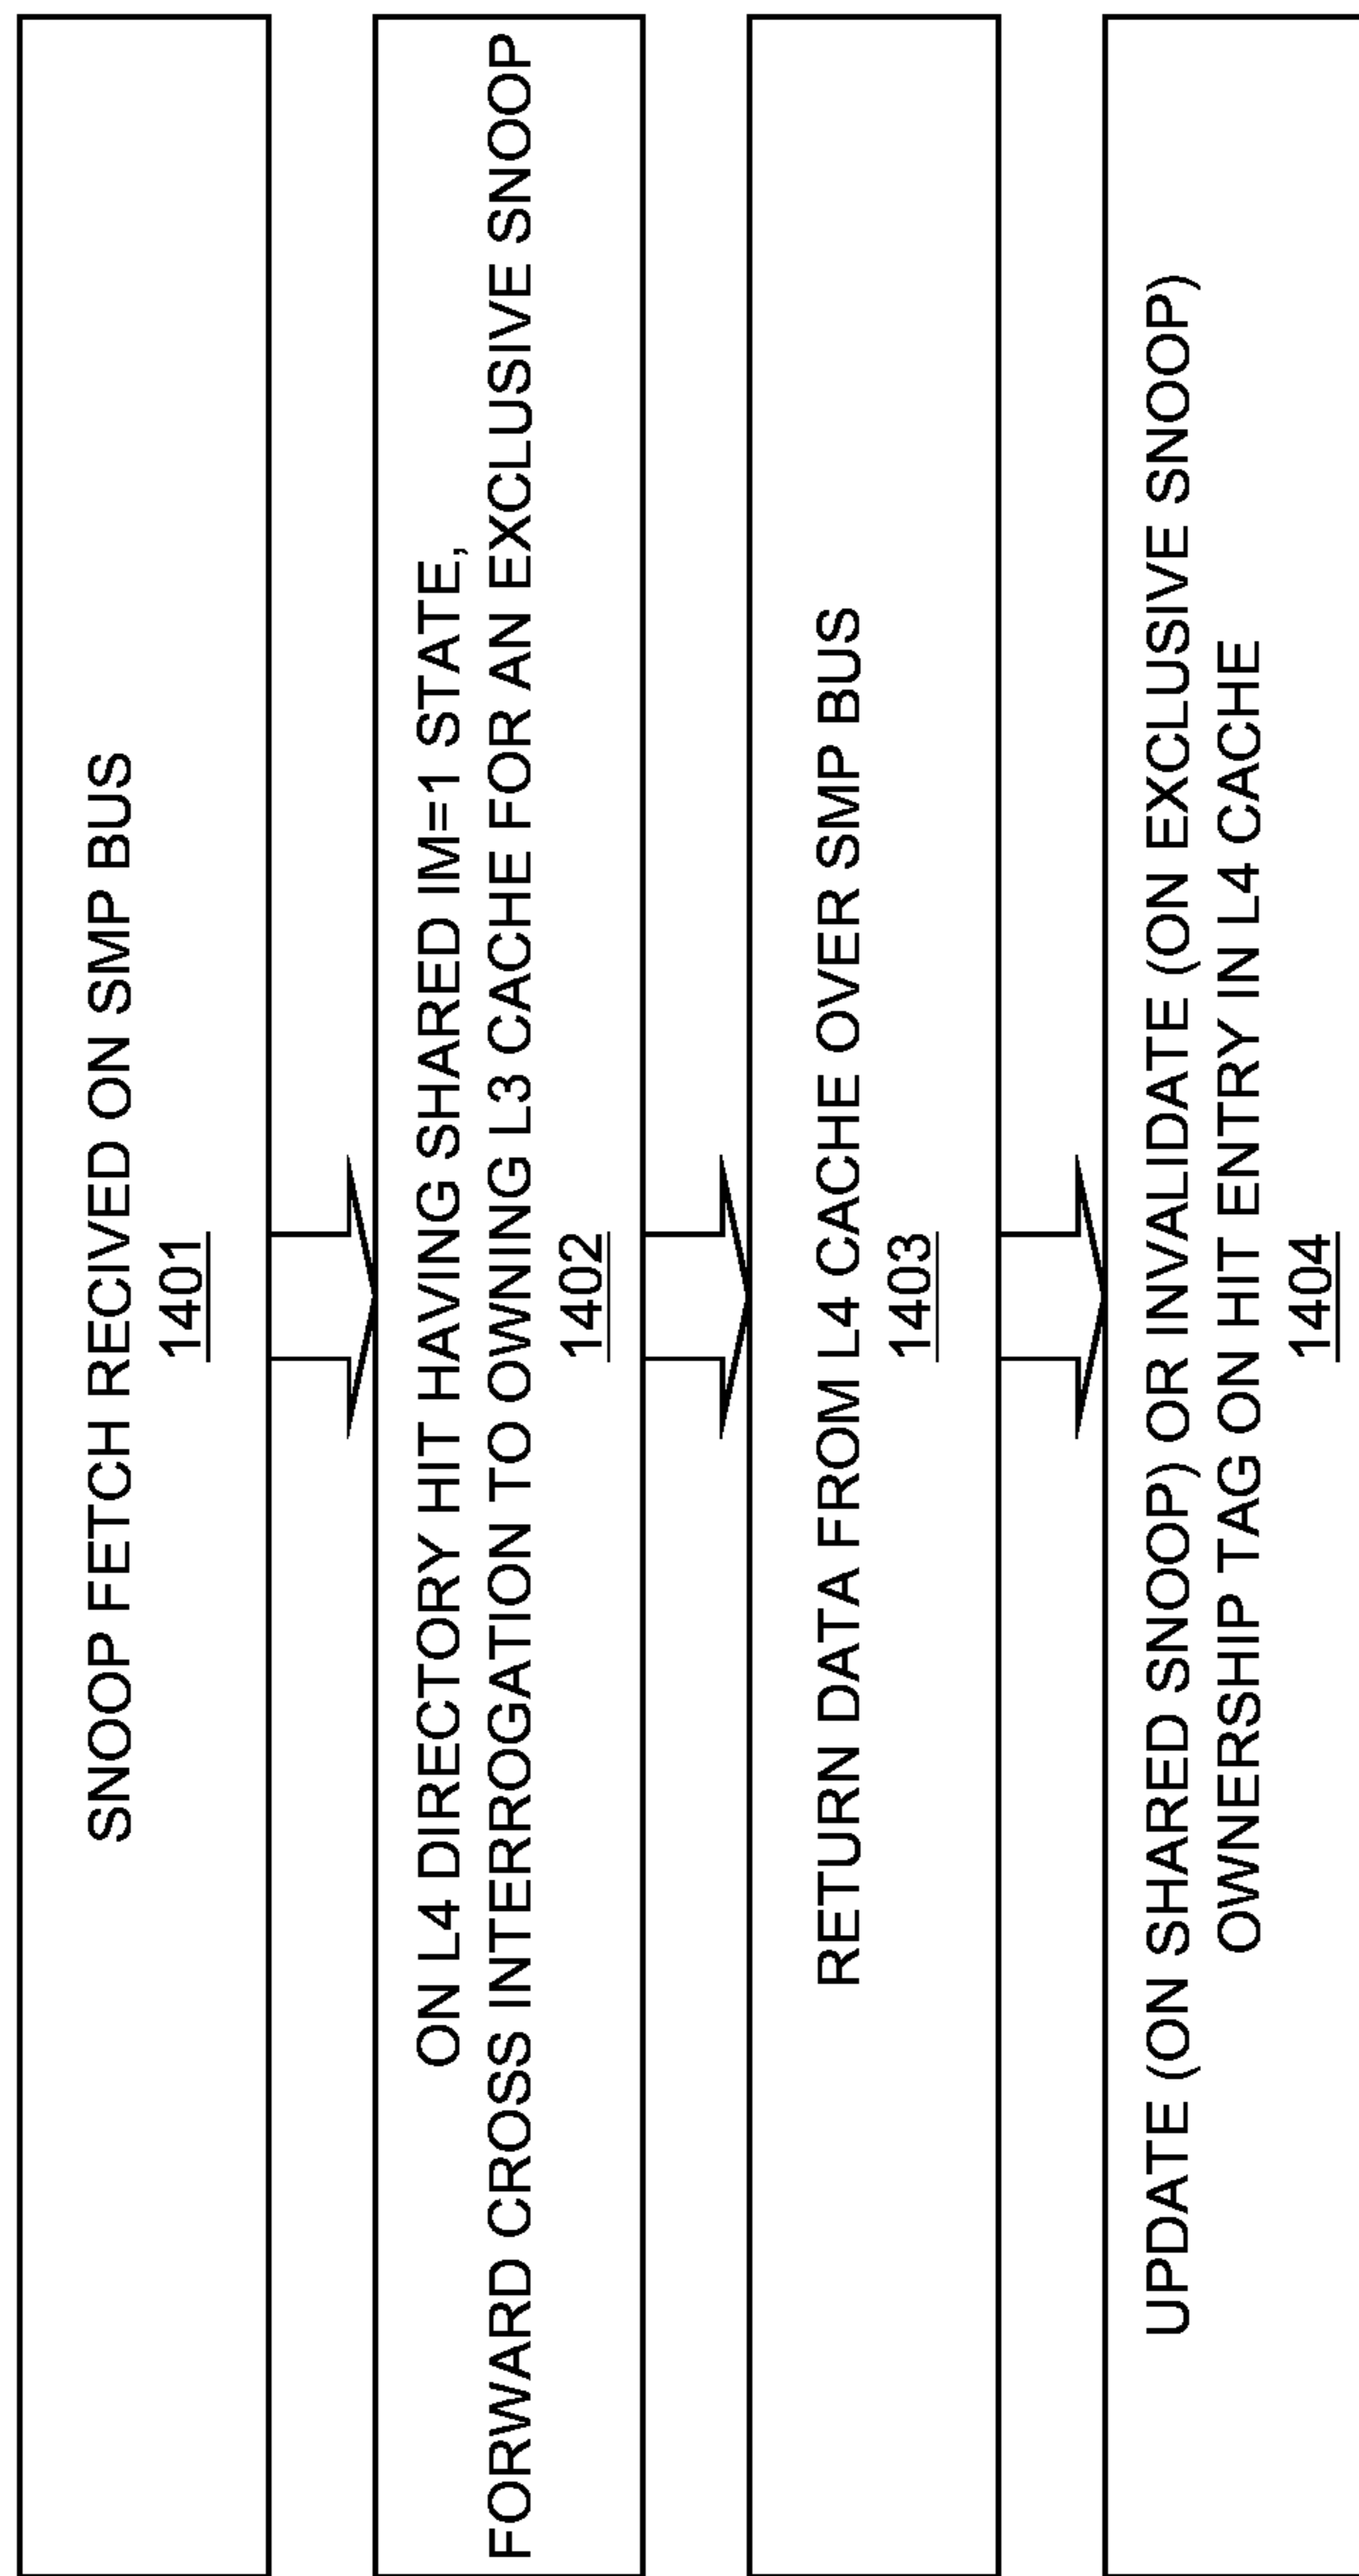 SNOOP FETCH RECIVED ON SMP BUS
1401
ON L4 DIRECTORY HIT HAVING SHARED IM=1 STATE,
FORWARD CROSS INTERROGATION TO OWNING L3 CACHE FOR AN EXCLUSIVE SNOOP
1402
RETURN DATA FROM L4 CACHE OVER SMP BUS
1403
UPDATE (ON SHARED SNOOP) OR INVALIDATE (ON EXCLUSIVE SNOOP)
OWNERSHIP TAG ON HIT ENTRY IN L4 CACHE
1404